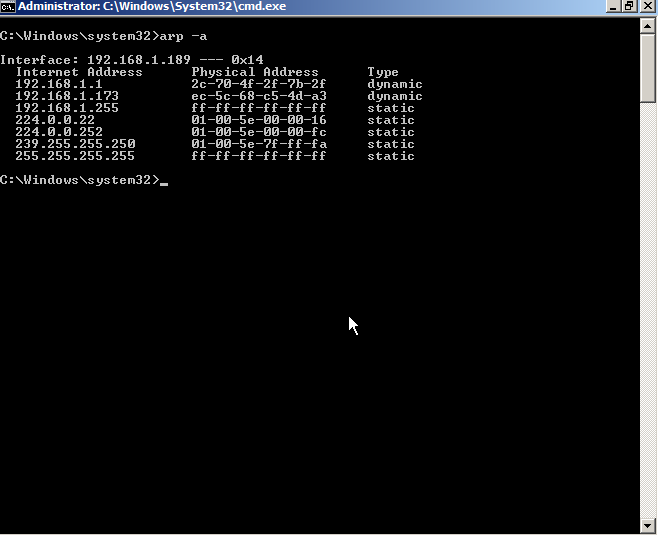 Administrator: C:\Windows\System32\cmd.exe
C:\Windows\system32>arp -a
Interface: 192.168.1.189 --- 0x14
Internet Address Physical Address Type
192.168.1.1 2c-70-4f-2f-7b-2f dynamic
192.168.1.173 ec-5c-68-c5-4d-a3 dynamic
192.168.1.255 ff-ff-ff-ff-ff-ff static
224.0.0.22 01-00-5e-00-00-16 static
224.0.0.252 01-00-5e-00-00-fc static
239.255.255.250 01-00-5e-7f-ff-fa static
255.255.255.255 ff-ff-ff-ff-ff-ff static
C:\Windows\system32>_